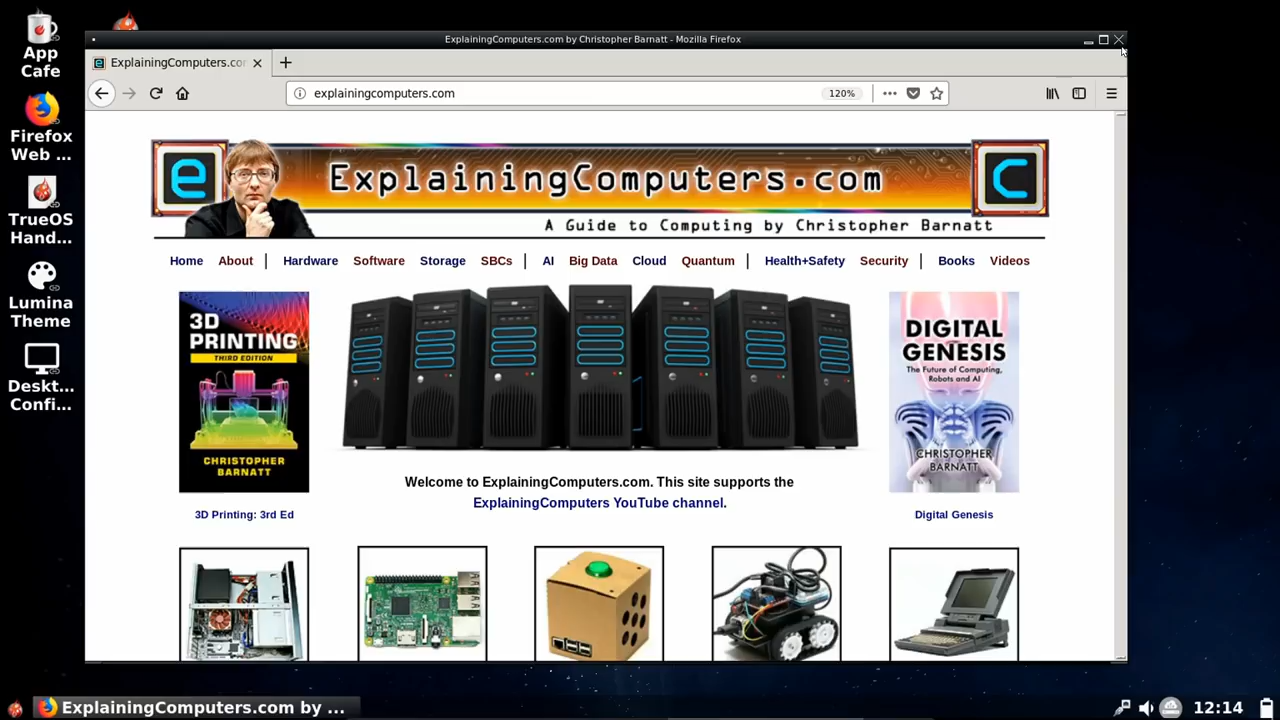 App
Cafe
Firefox
Web ...
TrueOS
Hand...
Lumina
Theme
Deskt...
Confi...
ExplainingComputers.com by Christopher Barnatt - Mozilla Firefox
ExplainingComputers.cor
explainingcomputers.com
120%
e
ExplainingComputers.com
C
A Guide to Computing by Christopher Barnatt
Home About | Hardware Software Storage SBCs | AI Big Data Cloud Quantum | Health+Safety Security | Books Videos
3D
PRINTING
THIRD EDITION
CHRISTOPHER
BARNATT
3D Printing: 3rd Ed
Welcome to ExplainingComputers.com. This site supports the
ExplainingComputers YouTube channel.
DIGITAL
GENESIS
The Future of Computing,
Robots and AI
CHRISTOPHER
BARNATT
Digital Genesis
ExplainingComputers.com by ...
12:14